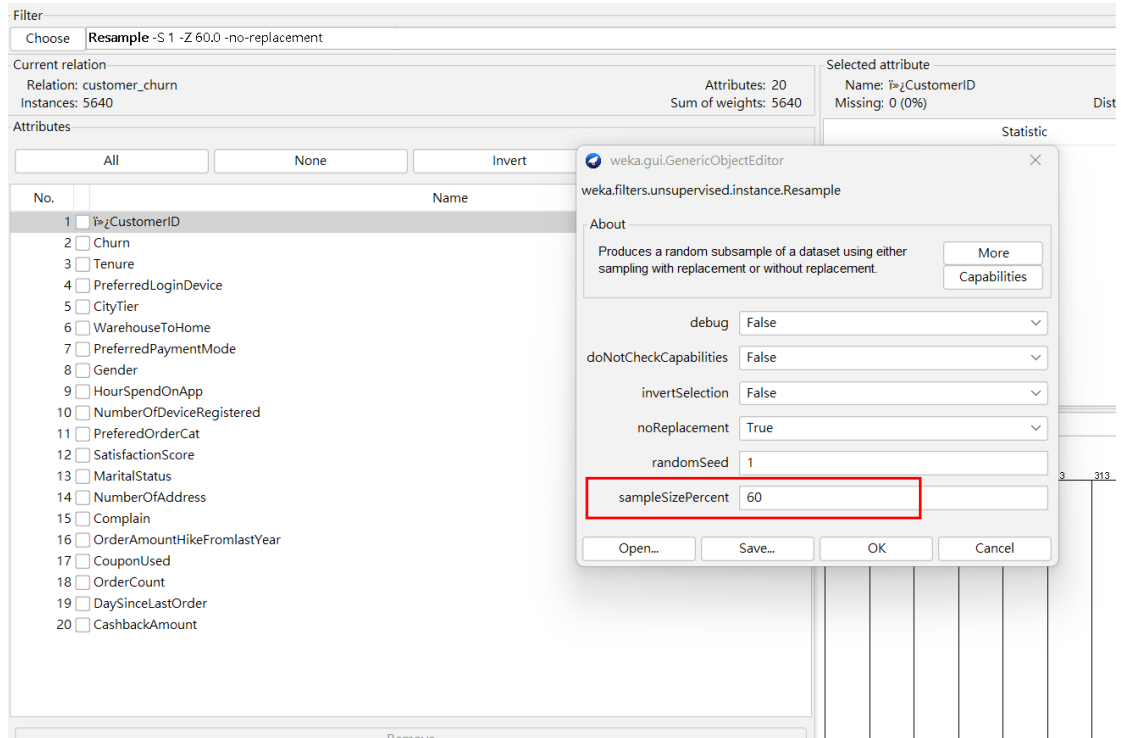 Filter
Choose Resample -S 1 -Z 60.0 -no-replacement
Current relation
Relation: customer_churn Attributes: 20
Instances: 5640 Sum of weights: 5640
Attributes
All None Invert
No. Name
1 ï»¿CustomerID
2 Churn
3 Tenure
4 PreferredLoginDevice
5 CityTier
6 WarehouseToHome
7 PreferredPaymentMode
8 Gender
9 HourSpendOnApp
10 NumberOfDeviceRegistered
11 PreferedOrderCat
12 SatisfactionScore
13 MaritalStatus
14 NumberOfAddress
15 Complain
16 OrderAmountHikeFromlastYear
17 CouponUsed
18 OrderCount
19 DaySinceLastOrder
20 CashbackAmount
Selected attribute
Name: ï»¿CustomerID
Missing: 0 (0%) Dist
Statistic
weka.gui.GenericObjectEditor
weka.filters.unsupervised.instance.Resample
About
Produces a random subsample of a dataset using either
sampling with replacement or without replacement.
More
Capabilities
debug False
doNotCheckCapabilities False
invertSelection False
noReplacement True
randomSeed 1
sampleSizePercent 60
Open... Save... OK Cancel
3 313